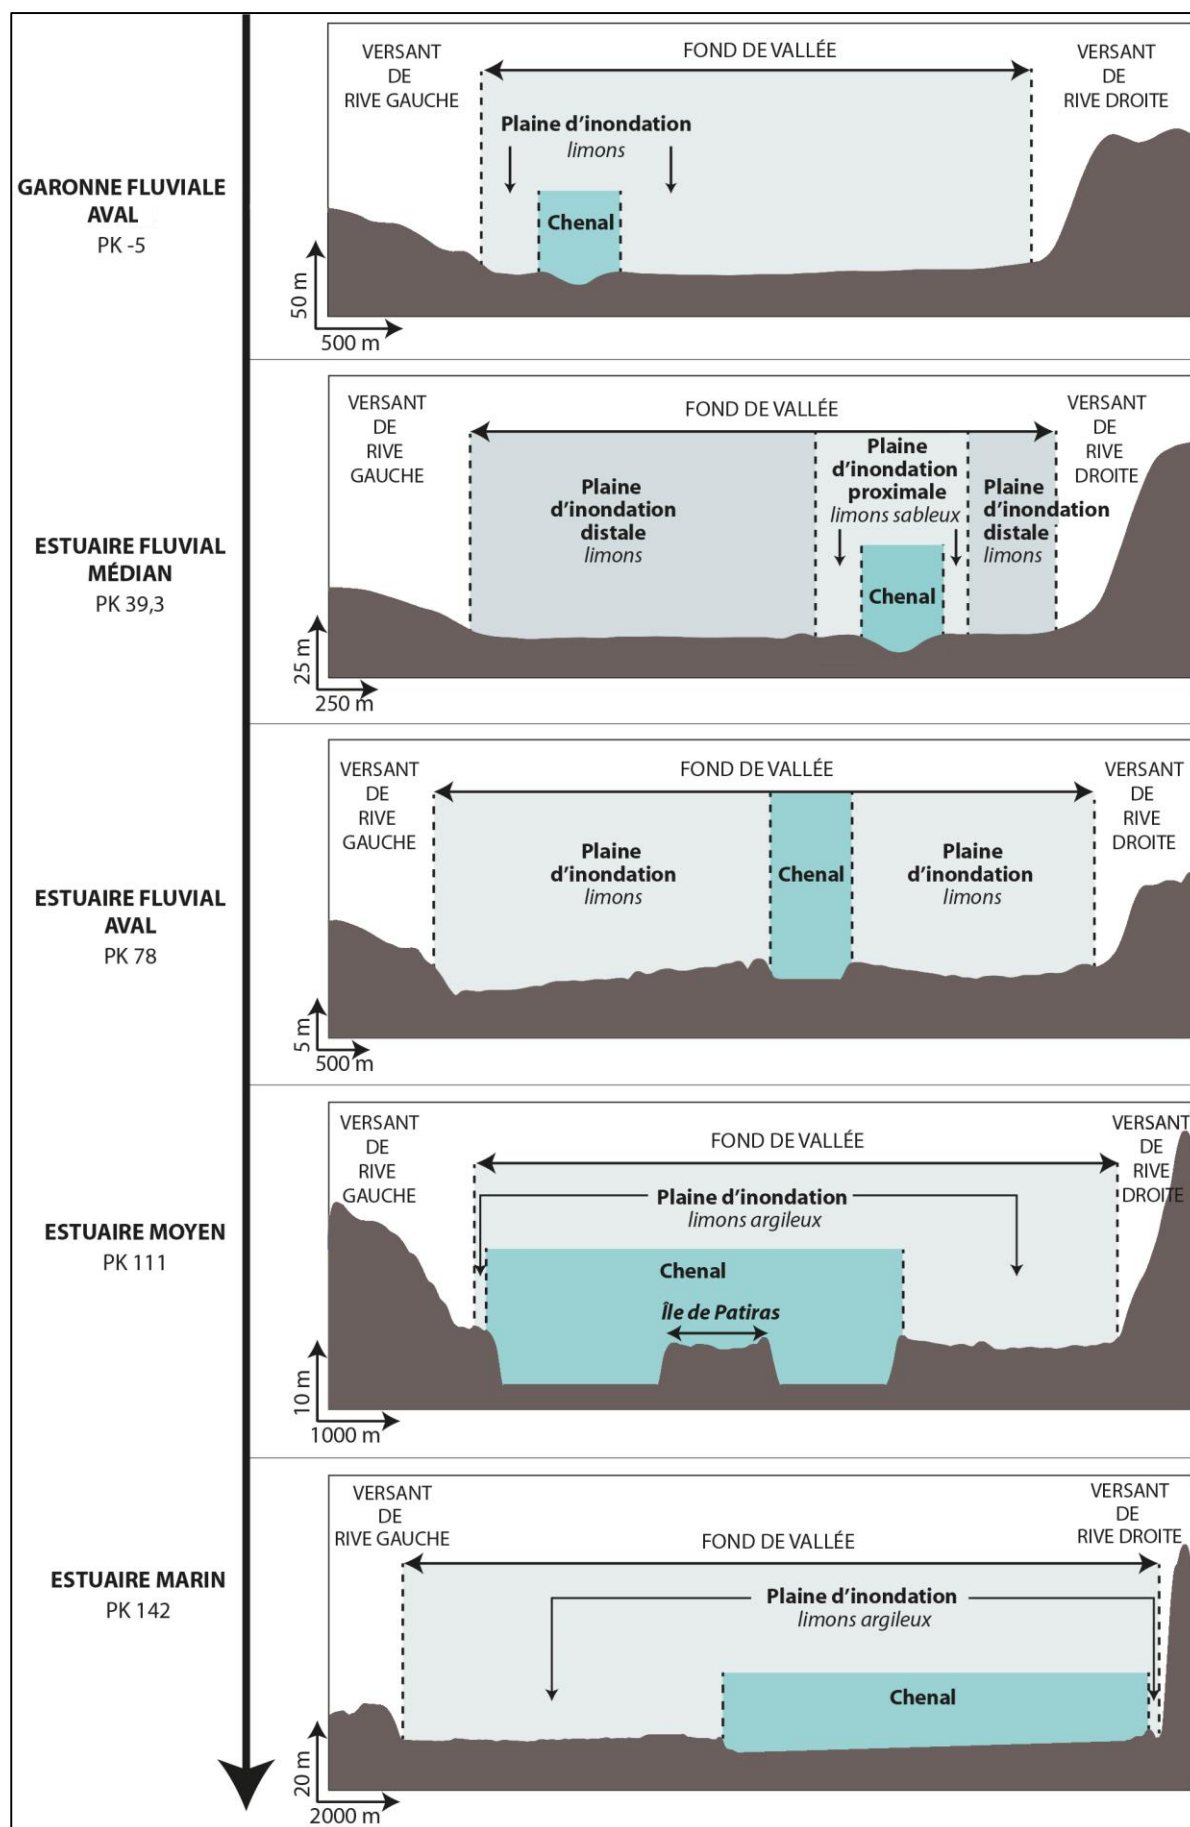 VERSANT
DE
RIVE GAUCHE
FOND DE VALLÉE
VERSANT
DE
RIVE DROITE
Plaine d'inondation
limons
Chenal
GARONNE FLUVIALE
AVAL
PK -5
50 m
500 m
VERSANT
DE
RIVE
GAUCHE
FOND DE VALLÉE
VERSANT
DE
RIVE
DROITE
Plaine
d'inondation
distale
limons
Plaine
d'inondation
proximale
limons sableux
Plaine
d'inondation
distale
limons
Chenal
ESTUAIRE FLUVIAL
MÉDIAN
PK 39,3
25 m
250 m
VERSANT
DE
RIVE
GAUCHE
FOND DE VALLÉE
VERSANT
DE
RIVE
DROITE
Plaine
d'inondation
limons
Chenal
Plaine
d'inondation
limons
ESTUAIRE FLUVIAL
AVAL
PK 78
5 m
500 m
VERSANT
DE
RIVE
GAUCHE
FOND DE VALLÉE
VERSANT
DE
RIVE
DROITE
Plaine d'inondation
limons argileux
Chenal
Île de Patiras
ESTUAIRE MOYEN
PK 111
10 m
1000 m
VERSANT
DE
RIVE GAUCHE
FOND DE VALLÉE
VERSANT
DE
RIVE DROITE
Plaine d'inondation
limons argileux
Chenal
ESTUAIRE MARIN
PK 142
20 m
2000 m